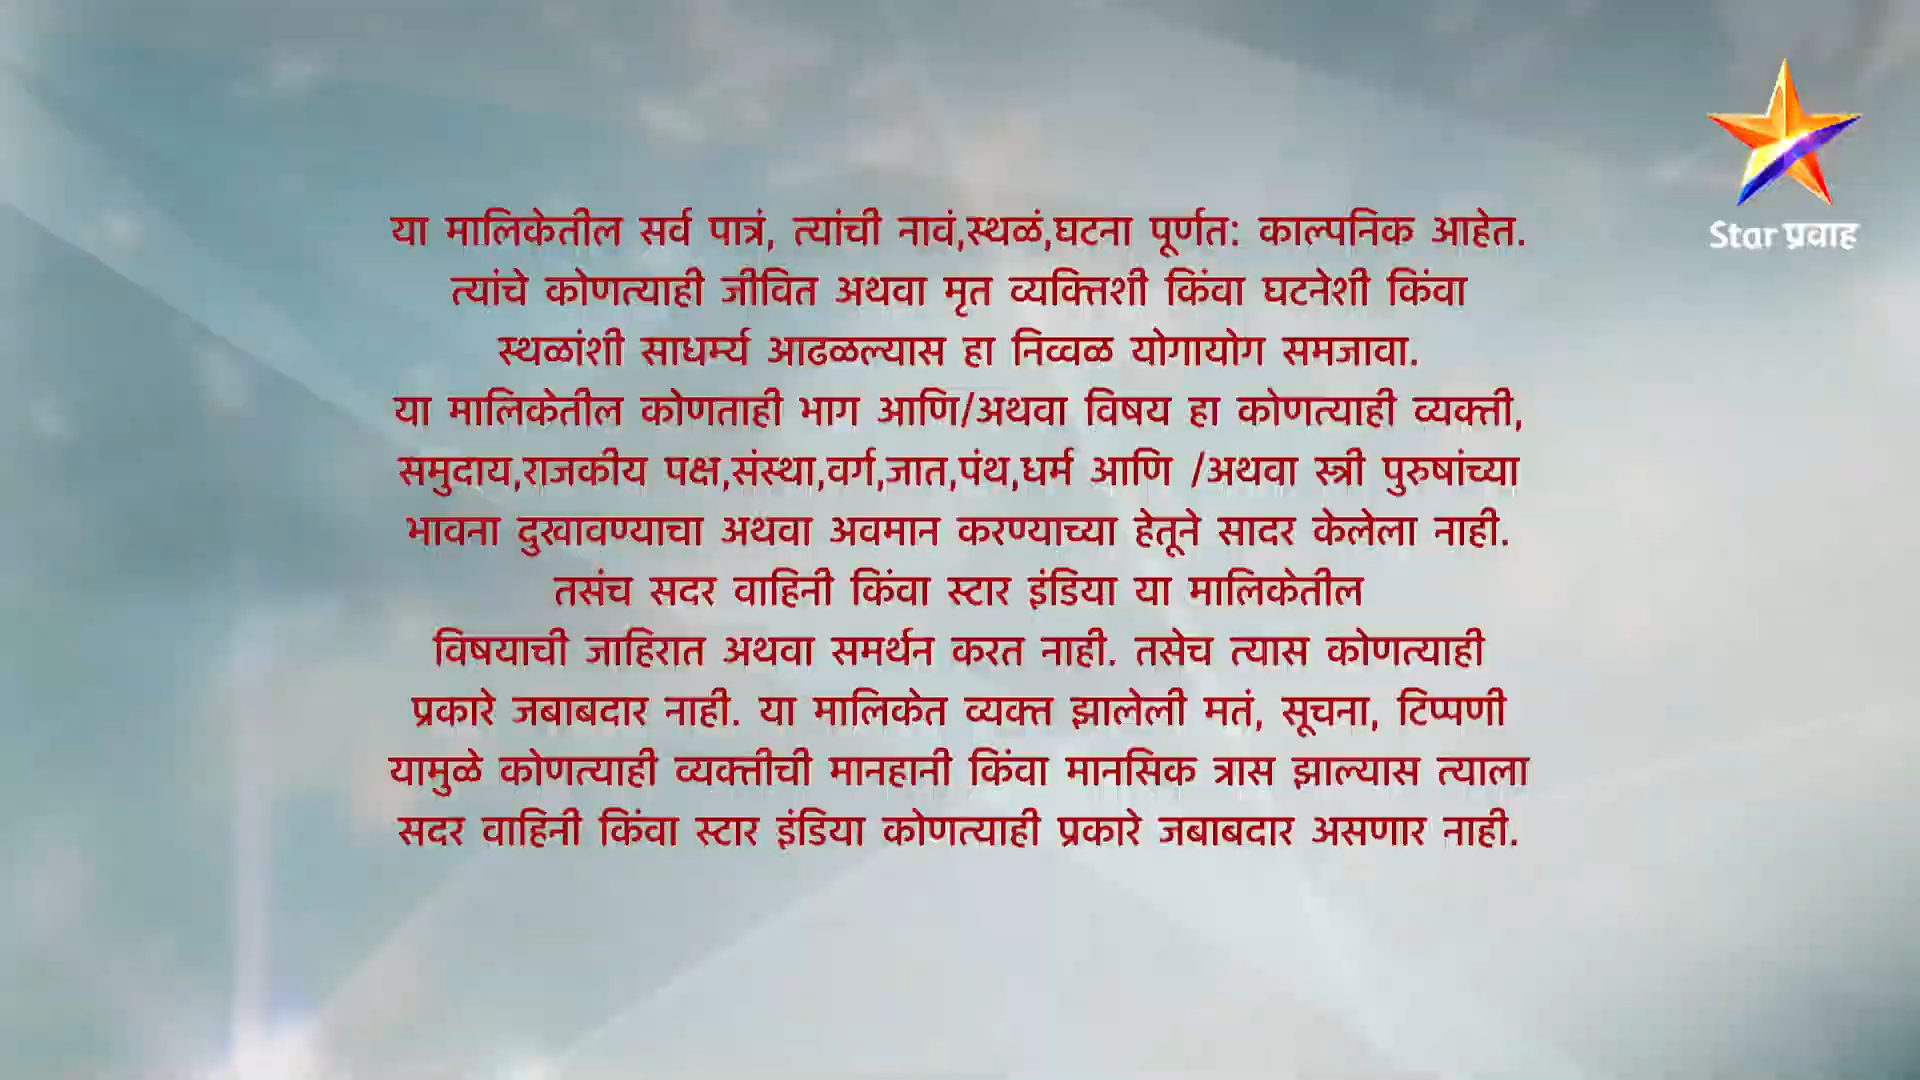 Star प्रवाह
या मालिकेतील सर्व पात्रं, त्यांची नावं,स्थळं,घटना पूर्णत: काल्पनिक आहेत.
त्यांचे कोणत्याही जीवित अथवा मृत व्यक्तिशी किंवा घटनेशी किंवा
स्थळांशी साधर्म्य आढळल्यास हा निव्वळ योगायोग समजावा.
या मालिकेतील कोणताही भाग आणि/अथवा विषय हा कोणत्याही व्यक्ती,
समुदाय,राजकीय पक्ष,संस्था,वर्ग,जात,पंथ,धर्म आणि /अथवा स्त्री पुरुषांच्या
भावना दुखावण्याचा अथवा अवमान करण्याच्या हेतूने सादर केलेला नाही.
तसंच सदर वाहिनी किंवा स्टार इंडिया या मालिकेतील
विषयाची जाहिरात अथवा समर्थन करत नाही. तसेच त्यास कोणत्याही
प्रकारे जबाबदार नाही. या मालिकेत व्यक्त झालेली मतं, सूचना, टिप्पणी
यामुळे कोणत्याही व्यक्तीची मानहानी किंवा मानसिक त्रास झाल्यास त्याला
सदर वाहिनी किंवा स्टार इंडिया कोणत्याही प्रकारे जबाबदार असणार नाही.